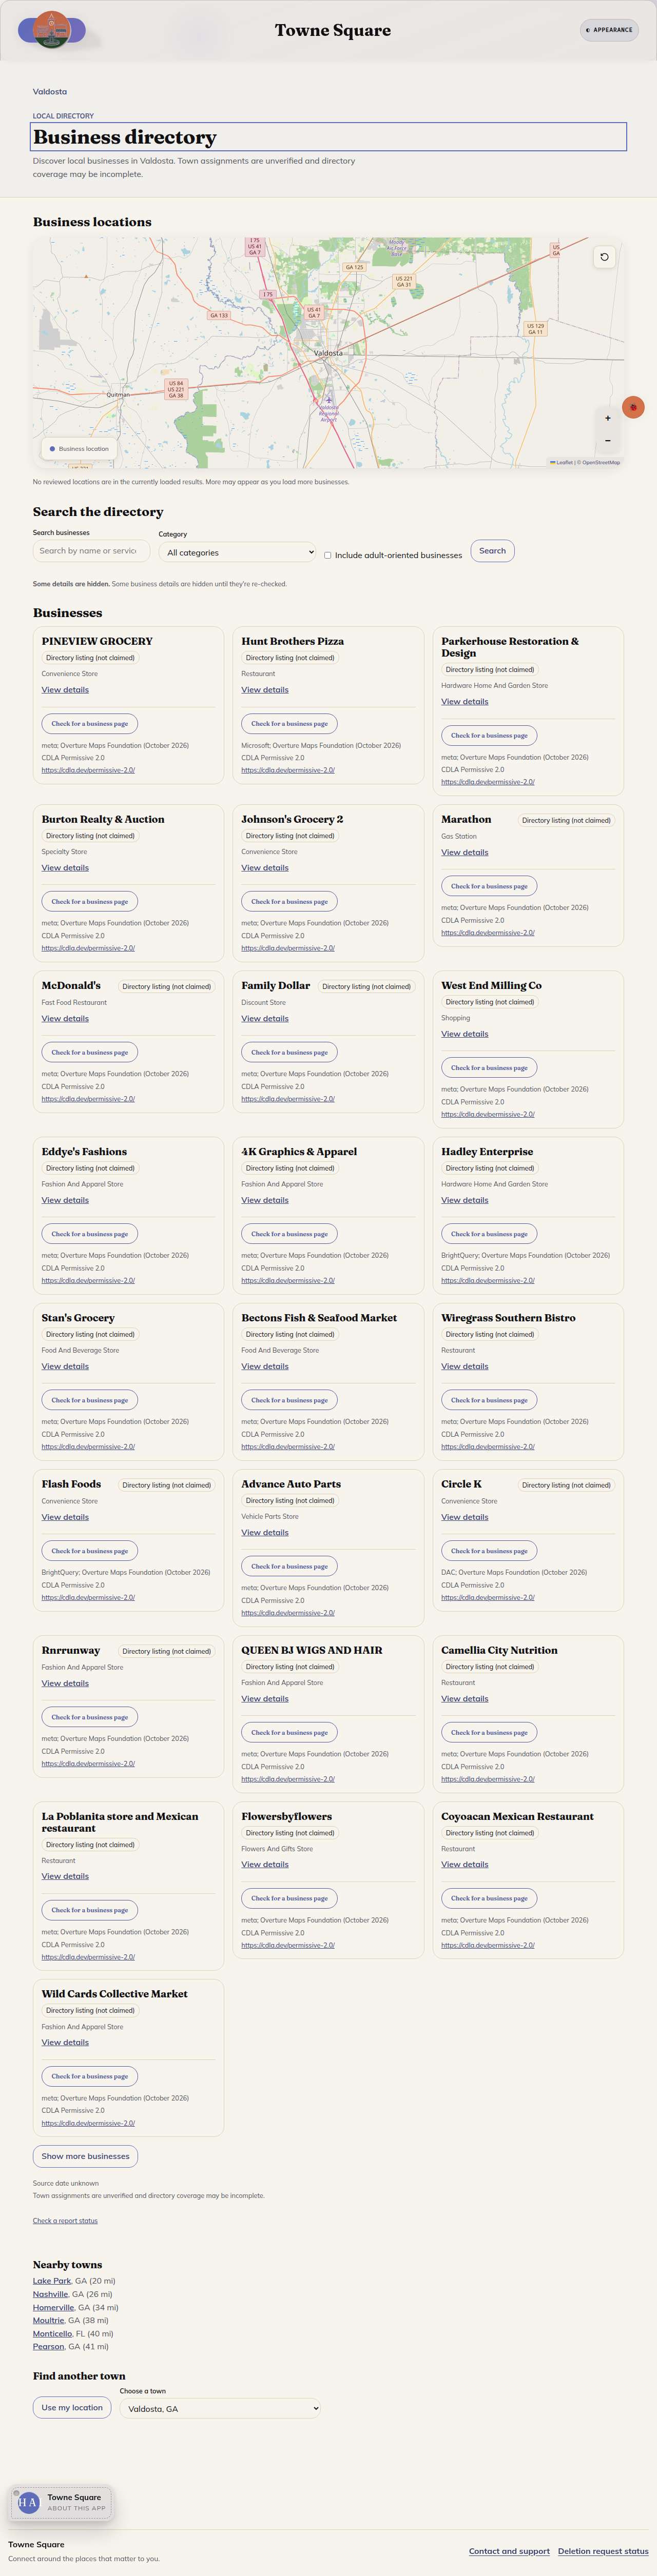 Towne Square
◐ APPEARANCE
Valdosta
LOCAL DIRECTORY
Business directory
Discover local businesses in Valdosta. Town assignments are unverified and directory
coverage may be incomplete.
Business locations
I 75
US 41
GA 7
Moody
Air Force
Base
US
GA
GA 125
US 221
GA 31
I 75
GA 133
US 41
GA 7
US 129
GA 11
Valdosta
US 84
US 221
GA 38
Quitman
Valdosta
Regional
Airport
+
−
Business location
Leaflet | © OpenStreetMap
No reviewed locations are in the currently loaded results. More may appear as you load more businesses.
Search the directory
Search businesses
Category
Search by name or servic
All categories
Include adult-oriented businesses
Search
Some details are hidden. Some business details are hidden until they're re-checked.
Businesses
PINEVIEW GROCERY
Directory listing (not claimed)
Convenience Store
View details
Check for a business page
meta; Overture Maps Foundation (October 2026)
CDLA Permissive 2.0
https://cdla.dev/permissive-2.0/
Hunt Brothers Pizza
Directory listing (not claimed)
Restaurant
View details
Check for a business page
Microsoft; Overture Maps Foundation (October 2026)
CDLA Permissive 2.0
https://cdla.dev/permissive-2.0/
Parkerhouse Restoration &
Design
Directory listing (not claimed)
Hardware Home And Garden Store
View details
Check for a business page
meta; Overture Maps Foundation (October 2026)
CDLA Permissive 2.0
https://cdla.dev/permissive-2.0/
Burton Realty & Auction
Directory listing (not claimed)
Specialty Store
View details
Check for a business page
meta; Overture Maps Foundation (October 2026)
CDLA Permissive 2.0
https://cdla.dev/permissive-2.0/
Johnson's Grocery 2
Directory listing (not claimed)
Convenience Store
View details
Check for a business page
meta; Overture Maps Foundation (October 2026)
CDLA Permissive 2.0
https://cdla.dev/permissive-2.0/
Marathon
Directory listing (not claimed)
Gas Station
View details
Check for a business page
meta; Overture Maps Foundation (October 2026)
CDLA Permissive 2.0
https://cdla.dev/permissive-2.0/
McDonald's
Directory listing (not claimed)
Fast Food Restaurant
View details
Check for a business page
meta; Overture Maps Foundation (October 2026)
CDLA Permissive 2.0
https://cdla.dev/permissive-2.0/
Family Dollar
Directory listing (not claimed)
Discount Store
View details
Check for a business page
meta; Overture Maps Foundation (October 2026)
CDLA Permissive 2.0
https://cdla.dev/permissive-2.0/
West End Milling Co
Directory listing (not claimed)
Shopping
View details
Check for a business page
meta; Overture Maps Foundation (October 2026)
CDLA Permissive 2.0
https://cdla.dev/permissive-2.0/
Eddye's Fashions
Directory listing (not claimed)
Fashion And Apparel Store
View details
Check for a business page
meta; Overture Maps Foundation (October 2026)
CDLA Permissive 2.0
https://cdla.dev/permissive-2.0/
4K Graphics & Apparel
Directory listing (not claimed)
Fashion And Apparel Store
View details
Check for a business page
meta; Overture Maps Foundation (October 2026)
CDLA Permissive 2.0
https://cdla.dev/permissive-2.0/
Hadley Enterprise
Directory listing (not claimed)
Hardware Home And Garden Store
View details
Check for a business page
BrightQuery; Overture Maps Foundation (October 2026)
CDLA Permissive 2.0
https://cdla.dev/permissive-2.0/
Stan's Grocery
Directory listing (not claimed)
Food And Beverage Store
View details
Check for a business page
meta; Overture Maps Foundation (October 2026)
CDLA Permissive 2.0
https://cdla.dev/permissive-2.0/
Bectons Fish & Seafood Market
Directory listing (not claimed)
Food And Beverage Store
View details
Check for a business page
meta; Overture Maps Foundation (October 2026)
CDLA Permissive 2.0
https://cdla.dev/permissive-2.0/
Wiregrass Southern Bistro
Directory listing (not claimed)
Restaurant
View details
Check for a business page
meta; Overture Maps Foundation (October 2026)
CDLA Permissive 2.0
https://cdla.dev/permissive-2.0/
Flash Foods
Directory listing (not claimed)
Convenience Store
View details
Check for a business page
BrightQuery; Overture Maps Foundation (October 2026)
CDLA Permissive 2.0
https://cdla.dev/permissive-2.0/
Advance Auto Parts
Directory listing (not claimed)
Vehicle Parts Store
View details
Check for a business page
meta; Overture Maps Foundation (October 2026)
CDLA Permissive 2.0
https://cdla.dev/permissive-2.0/
Circle K
Directory listing (not claimed)
Convenience Store
View details
Check for a business page
DAC; Overture Maps Foundation (October 2026)
CDLA Permissive 2.0
https://cdla.dev/permissive-2.0/
Rnrrunway
Directory listing (not claimed)
Fashion And Apparel Store
View details
Check for a business page
meta; Overture Maps Foundation (October 2026)
CDLA Permissive 2.0
https://cdla.dev/permissive-2.0/
QUEEN BJ WIGS AND HAIR
Directory listing (not claimed)
Fashion And Apparel Store
View details
Check for a business page
meta; Overture Maps Foundation (October 2026)
CDLA Permissive 2.0
https://cdla.dev/permissive-2.0/
Camellia City Nutrition
Directory listing (not claimed)
Restaurant
View details
Check for a business page
meta; Overture Maps Foundation (October 2026)
CDLA Permissive 2.0
https://cdla.dev/permissive-2.0/
La Poblanita store and Mexican
restaurant
Directory listing (not claimed)
Restaurant
View details
Check for a business page
meta; Overture Maps Foundation (October 2026)
CDLA Permissive 2.0
https://cdla.dev/permissive-2.0/
Flowersbyflowers
Directory listing (not claimed)
Flowers And Gifts Store
View details
Check for a business page
meta; Overture Maps Foundation (October 2026)
CDLA Permissive 2.0
https://cdla.dev/permissive-2.0/
Coyoacan Mexican Restaurant
Directory listing (not claimed)
Restaurant
View details
Check for a business page
meta; Overture Maps Foundation (October 2026)
CDLA Permissive 2.0
https://cdla.dev/permissive-2.0/
Wild Cards Collective Market
Directory listing (not claimed)
Fashion And Apparel Store
View details
Check for a business page
meta; Overture Maps Foundation (October 2026)
CDLA Permissive 2.0
https://cdla.dev/permissive-2.0/
Show more businesses
Source date unknown
Town assignments are unverified and directory coverage may be incomplete.
Check a report status
Nearby towns
Lake Park, GA (20 mi)
Nashville, GA (26 mi)
Homerville, GA (34 mi)
Moultrie, GA (38 mi)
Monticello, FL (40 mi)
Pearson, GA (41 mi)
Find another town
Choose a town
Use my location
Valdosta, GA
HA
Towne Square
ABOUT THIS APP
Towne Square
Connect around the places that matter to you.
Contact and support
Deletion request status